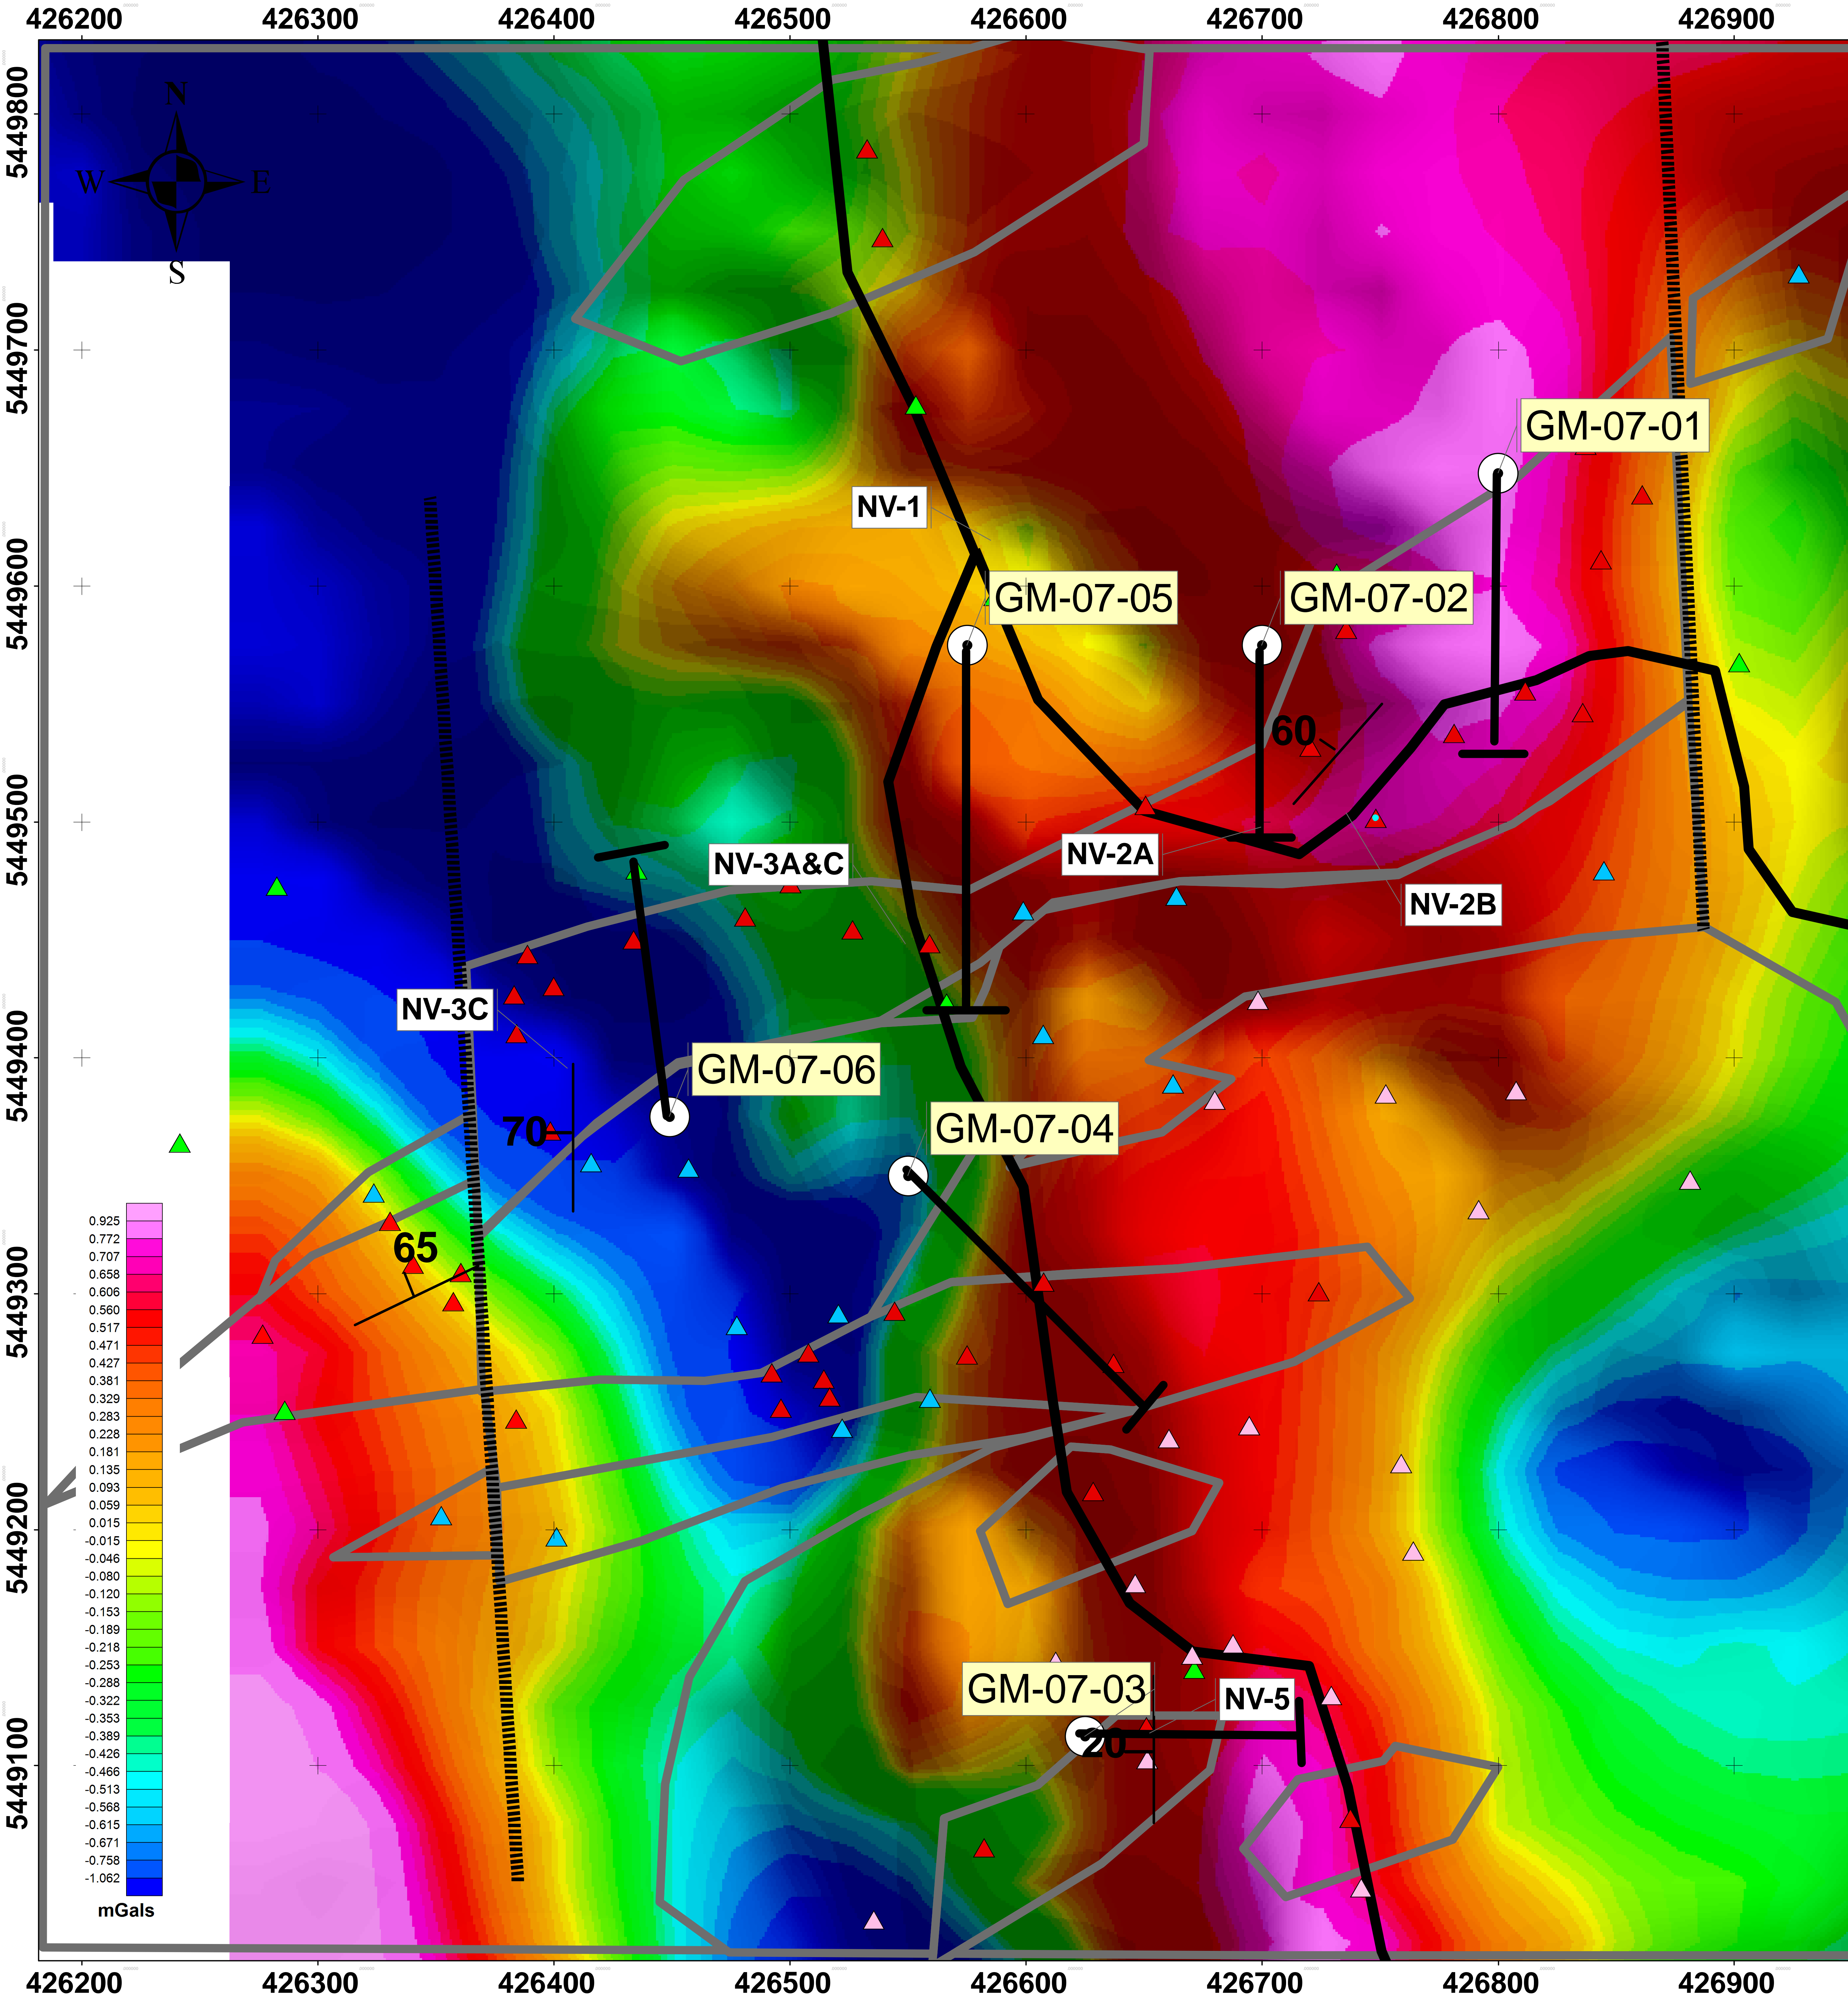 426200 426300 426400 426500 426600 426700 426800 426900
5449800
5449700
5449600
5449500
5449400
5449300
5449200
5449100
N
W E
S
GM-07-01
NV-1
GM-07-05
GM-07-02
60
NV-3A&C
NV-2A
NV-2B
NV-3C
GM-07-06
70
GM-07-04
65
GM-07-03
NV-5
20
0.925
0.772
0.707
0.658
0.606
0.560
0.517
0.471
0.427
0.381
0.329
0.283
0.228
0.181
0.135
0.093
0.059
0.015
-0.015
-0.046
-0.080
-0.120
-0.153
-0.189
-0.218
-0.253
-0.288
-0.322
-0.353
-0.389
-0.426
-0.466
-0.513
-0.568
-0.615
-0.671
-0.758
-1.062
mGals
426200 426300 426400 426500 426600 426700 426800 426900